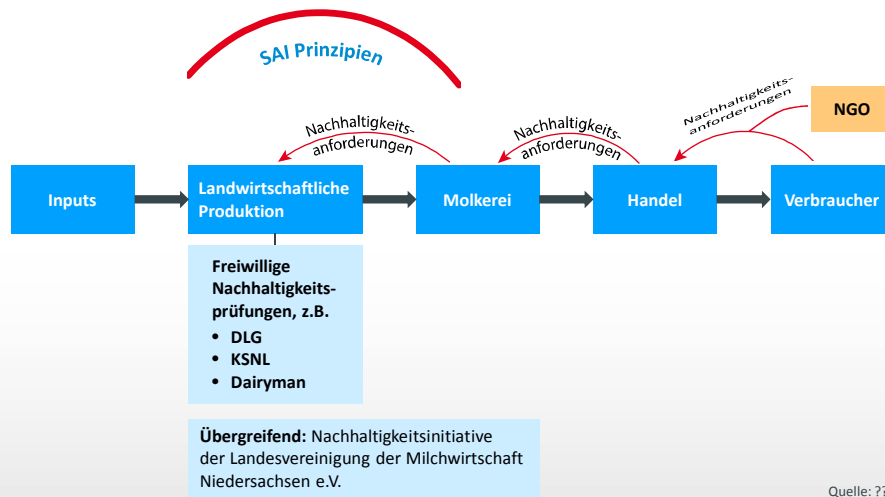 SAI Prinzipien
Nachhaltigkeits-
anforderungen
Nachhaltigkeits-
anforderungen
Nachhaltigkeits-
anforderungen
NGO
Inputs
Landwirtschaftliche
Produktion
Molkerei
Handel
Verbraucher
Freiwillige
Nachhaltigkeits-
prüfungen, z.B.
• DLG
• KSNL
• Dairyman
Übergreifend: Nachhaltigkeitsinitiative
der Landesvereinigung der Milchwirtschaft
Niedersachsen e.V.
Quelle: ??